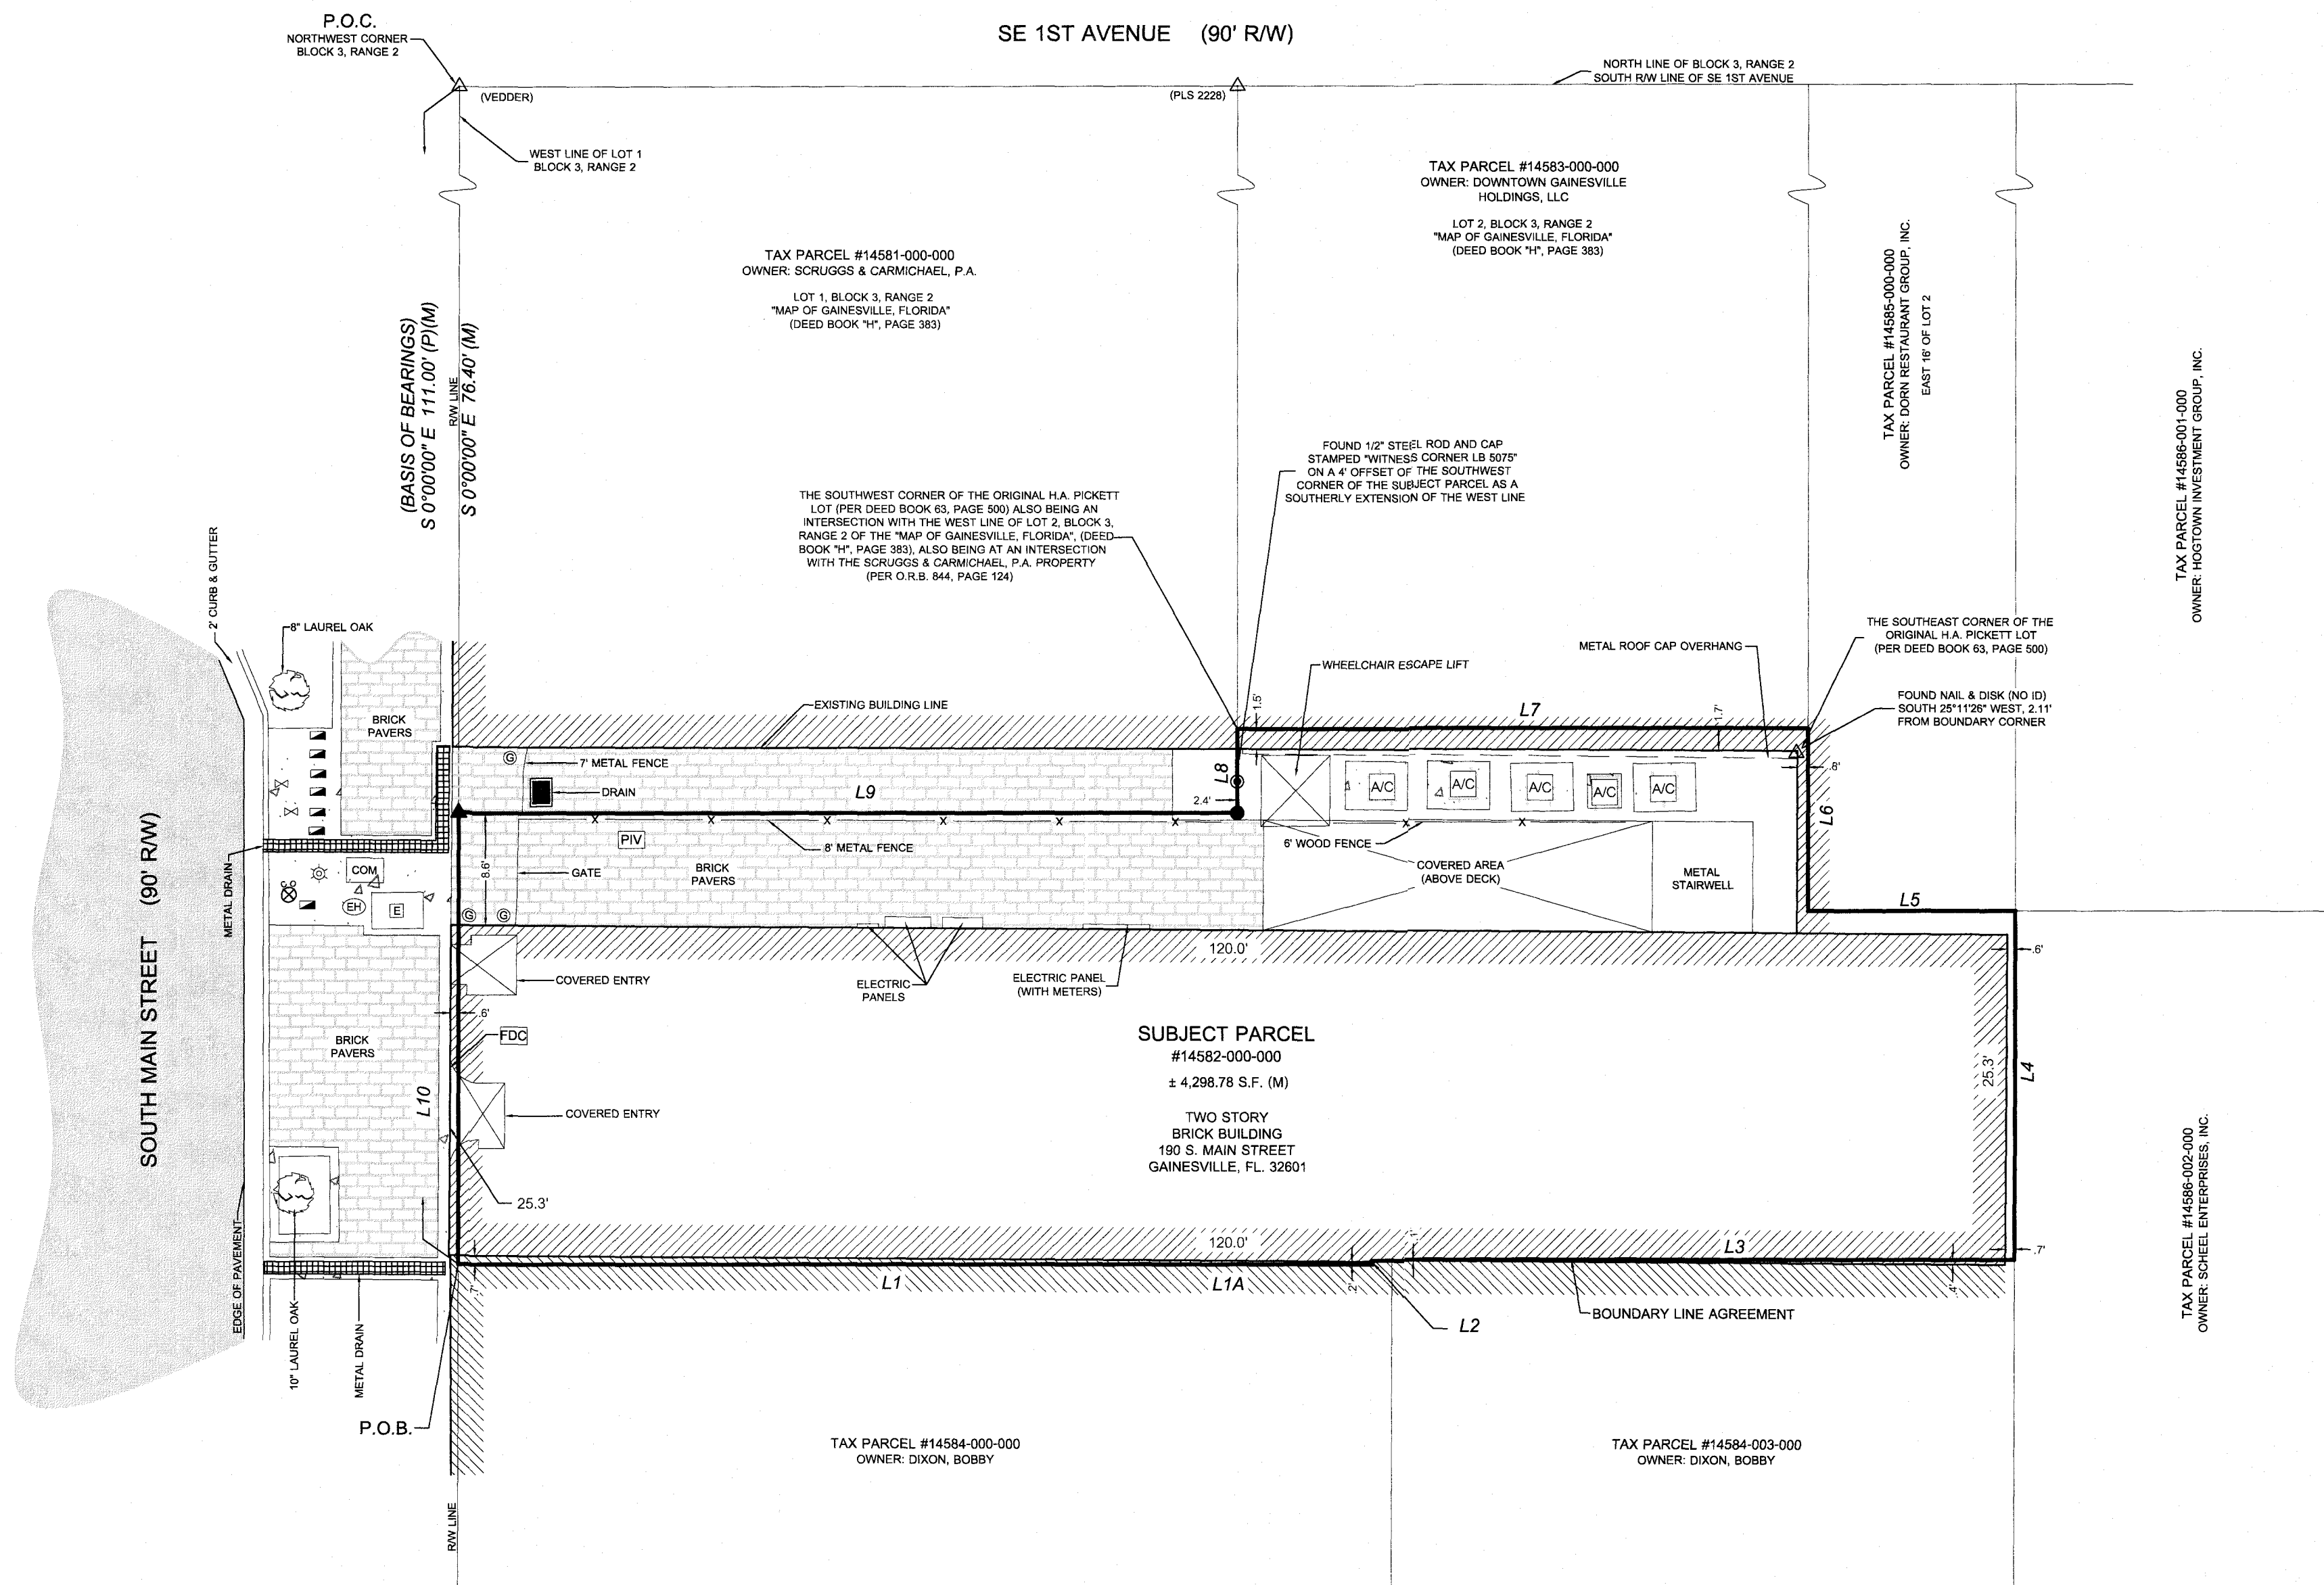 P.O.C.
NORTHWEST CORNER
BLOCK 3, RANGE 2
SE 1ST AVENUE (90' R/W)
NORTH LINE OF BLOCK 3, RANGE 2
SOUTH R/W LINE OF SE 1ST AVENUE
(VEDDER)
(PLS 2228)
WEST LINE OF LOT 1
BLOCK 3, RANGE 2
TAX PARCEL #14583-000-000
OWNER: DOWNTOWN GAINESVILLE
HOLDINGS, LLC
LOT 2, BLOCK 3, RANGE 2
"MAP OF GAINESVILLE, FLORIDA"
(DEED BOOK "H", PAGE 383)
TAX PARCEL #14581-000-000
OWNER: SCRUGGS & CARMICHAEL, P.A.
LOT 1, BLOCK 3, RANGE 2
"MAP OF GAINESVILLE, FLORIDA"
(DEED BOOK "H", PAGE 383)
TAX PARCEL #14585-000-000
OWNER: DORN RESTAURANT GROUP, INC.
EAST 16' OF LOT 2
TAX PARCEL #14586-001-000
OWNER: HOGTOWN INVESTMENT GROUP, INC.
(BASIS OF BEARINGS)
S 0°00'00" E 111.00' (P)(M)
R/W LINE
S 0°00'00" E 76.40' (M)
FOUND 1/2" STEEL ROD AND CAP
STAMPED "WITNESS CORNER LB 5075"
ON A 4' OFFSET OF THE SOUTHWEST
CORNER OF THE SUBJECT PARCEL AS A
SOUTHERLY EXTENSION OF THE WEST LINE
THE SOUTHWEST CORNER OF THE ORIGINAL H.A. PICKETT
LOT (PER DEED BOOK 63, PAGE 500) ALSO BEING AN
INTERSECTION WITH THE WEST LINE OF LOT 2, BLOCK 3,
RANGE 2 OF THE "MAP OF GAINESVILLE, FLORIDA", (DEED
BOOK "H", PAGE 383), ALSO BEING AT AN INTERSECTION
WITH THE SCRUGGS & CARMICHAEL, P.A. PROPERTY
(PER O.R.B. 844, PAGE 124)
2' CURB & GUTTER
8" LAUREL OAK
THE SOUTHEAST CORNER OF THE
ORIGINAL H.A. PICKETT LOT
(PER DEED BOOK 63, PAGE 500)
METAL ROOF CAP OVERHANG
WHEELCHAIR ESCAPE LIFT
FOUND NAIL & DISK (NO ID)
SOUTH 25°11'26" WEST, 2.11'
FROM BOUNDARY CORNER
EXISTING BUILDING LINE
1.5'
L7
1.7'
BRICK
PAVERS
G
7' METAL FENCE
DRAIN
L9
L8
2.4'
A/C
A/C
A/C
A/C
A/C
.8'
L6
PIV
8' METAL FENCE
8.6'
GATE
BRICK
PAVERS
6' WOOD FENCE
COVERED AREA
(ABOVE DECK)
METAL
STAIRWELL
METAL DRAIN
COM
EH
E
G
G
L5
SOUTH MAIN STREET (90' R/W)
120.0'
.6'
COVERED ENTRY
ELECTRIC
PANELS
ELECTRIC PANEL
(WITH METERS)
.6'
FDC
BRICK
PAVERS
SUBJECT PARCEL
#14582-000-000
± 4,298.78 S.F. (M)
TWO STORY
BRICK BUILDING
190 S. MAIN STREET
GAINESVILLE, FL. 32601
25.3'
L4
L10
COVERED ENTRY
25.3'
120.0'
L3
.7'
.7'
L1
L1A
.2'
.1'
.4'
L2
BOUNDARY LINE AGREEMENT
EDGE OF PAVEMENT
10" LAUREL OAK
METAL DRAIN
P.O.B.
TAX PARCEL #14586-002-000
OWNER: SCHEEL ENTERPRISES, INC.
TAX PARCEL #14584-000-000
OWNER: DIXON, BOBBY
TAX PARCEL #14584-003-000
OWNER: DIXON, BOBBY
R/W LINE